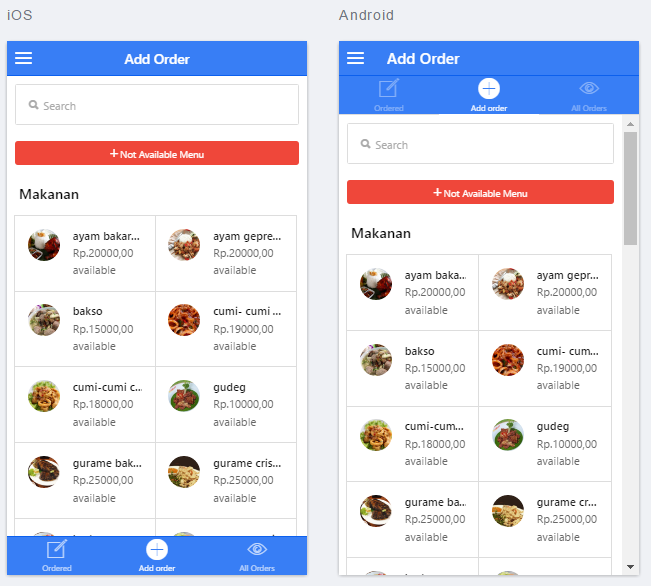 iOS
Add Order
Search
+ Not Available Menu
Makanan
ayam bakar... ayam gepre...
Rp.20000,00 Rp.20000,00
available available
bakso cumi- cumi ...
Rp.15000,00 Rp.19000,00
available available
cumi-cumi c... gudeg
Rp.18000,00 Rp.10000,00
available available
gurame bak... gurame cris...
Rp.25000,00 Rp.25000,00
available available
Ordered Add order All Orders
Android
Add Order
Ordered Add order All Orders
Search
+ Not Available Menu
Makanan
ayam baka... ayam gepr...
Rp.20000,00 Rp.20000,00
available available
bakso cumi- cum...
Rp.15000,00 Rp.19000,00
available available
cumi-cum... gudeg
Rp.18000,00 Rp.10000,00
available available
gurame ba... gurame cr...
Rp.25000,00 Rp.25000,00
available available